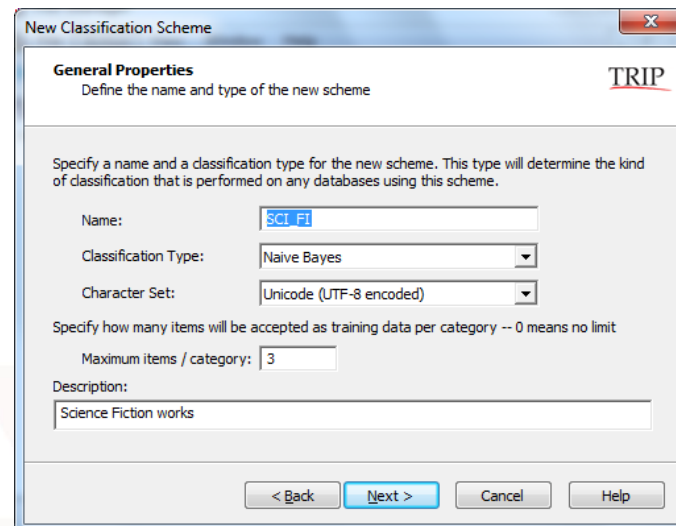 New Classification Scheme
General Properties
Define the name and type of the new scheme
TRIP
Specify a name and a classification type for the new scheme. This type will determine the kind
of classification that is performed on any databases using this scheme.
Name: SCI_FI
Classification Type: Naive Bayes
Character Set: Unicode (UTF-8 encoded)
Specify how many items will be accepted as training data per category -- 0 means no limit
Maximum items / category: 3
Description:
Science Fiction works
< Back Next > Cancel Help